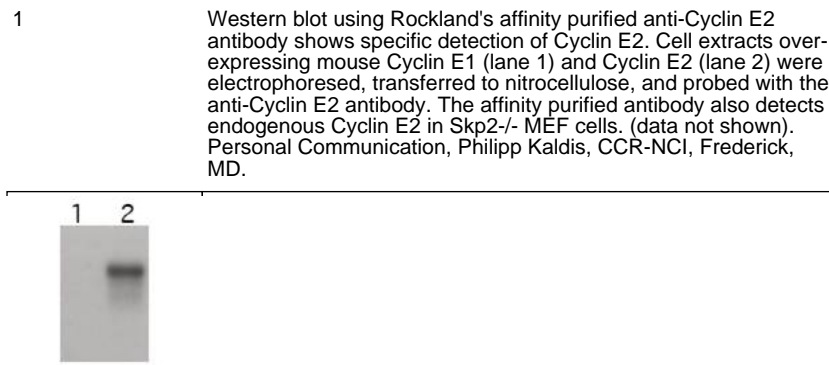 1
Western blot using Rockland's affinity purified anti-Cyclin E2
antibody shows specific detection of Cyclin E2. Cell extracts over-
expressing mouse Cyclin E1 (lane 1) and Cyclin E2 (lane 2) were
electrophoresed, transferred to nitrocellulose, and probed with the
anti-Cyclin E2 antibody. The affinity purified antibody also detects
endogenous Cyclin E2 in Skp2-/- MEF cells. (data not shown).
Personal Communication, Philipp Kaldis, CCR-NCI, Frederick,
MD.
1 2